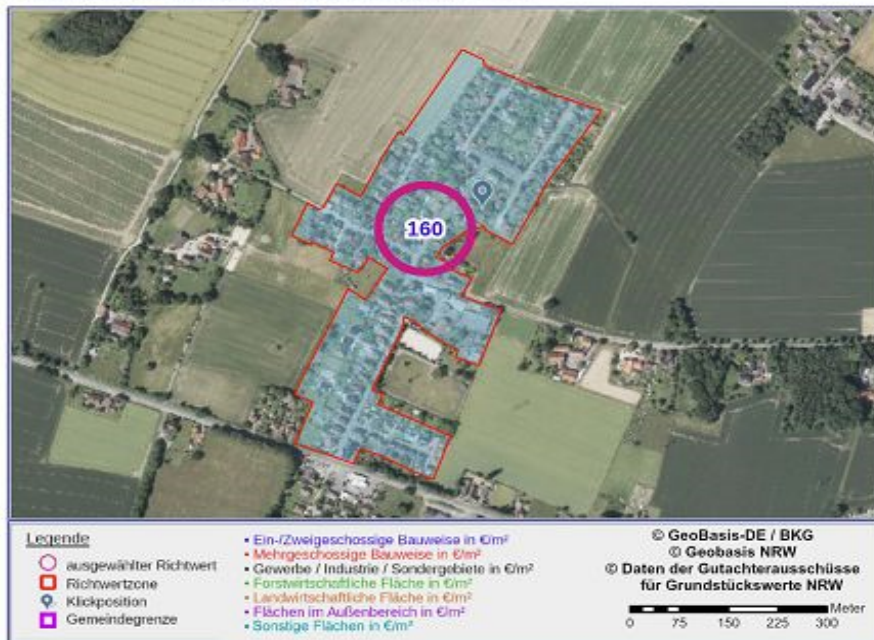 160
Legende
ausgewählter Richtwert
Richtwertzone
Klickposition
Gemeindegrenze
• Ein-/Zweigeschossige Bauweise in €/m²
• Mehrgeschossige Bauweise in €/m²
• Gewerbe / Industrie / Sondergebiete in €/m²
• Forstwirtschaftliche Fläche in €/m²
• Landwirtschaftliche Fläche in €/m²
• Flächen im Außenbereich in €/m²
• Sonstige Flächen in €/m²
© GeoBasis-DE / BKG
© Geobasis NRW
© Daten der Gutachterausschüsse
für Grundstückswerte NRW
Meter
0 75 150 225 300